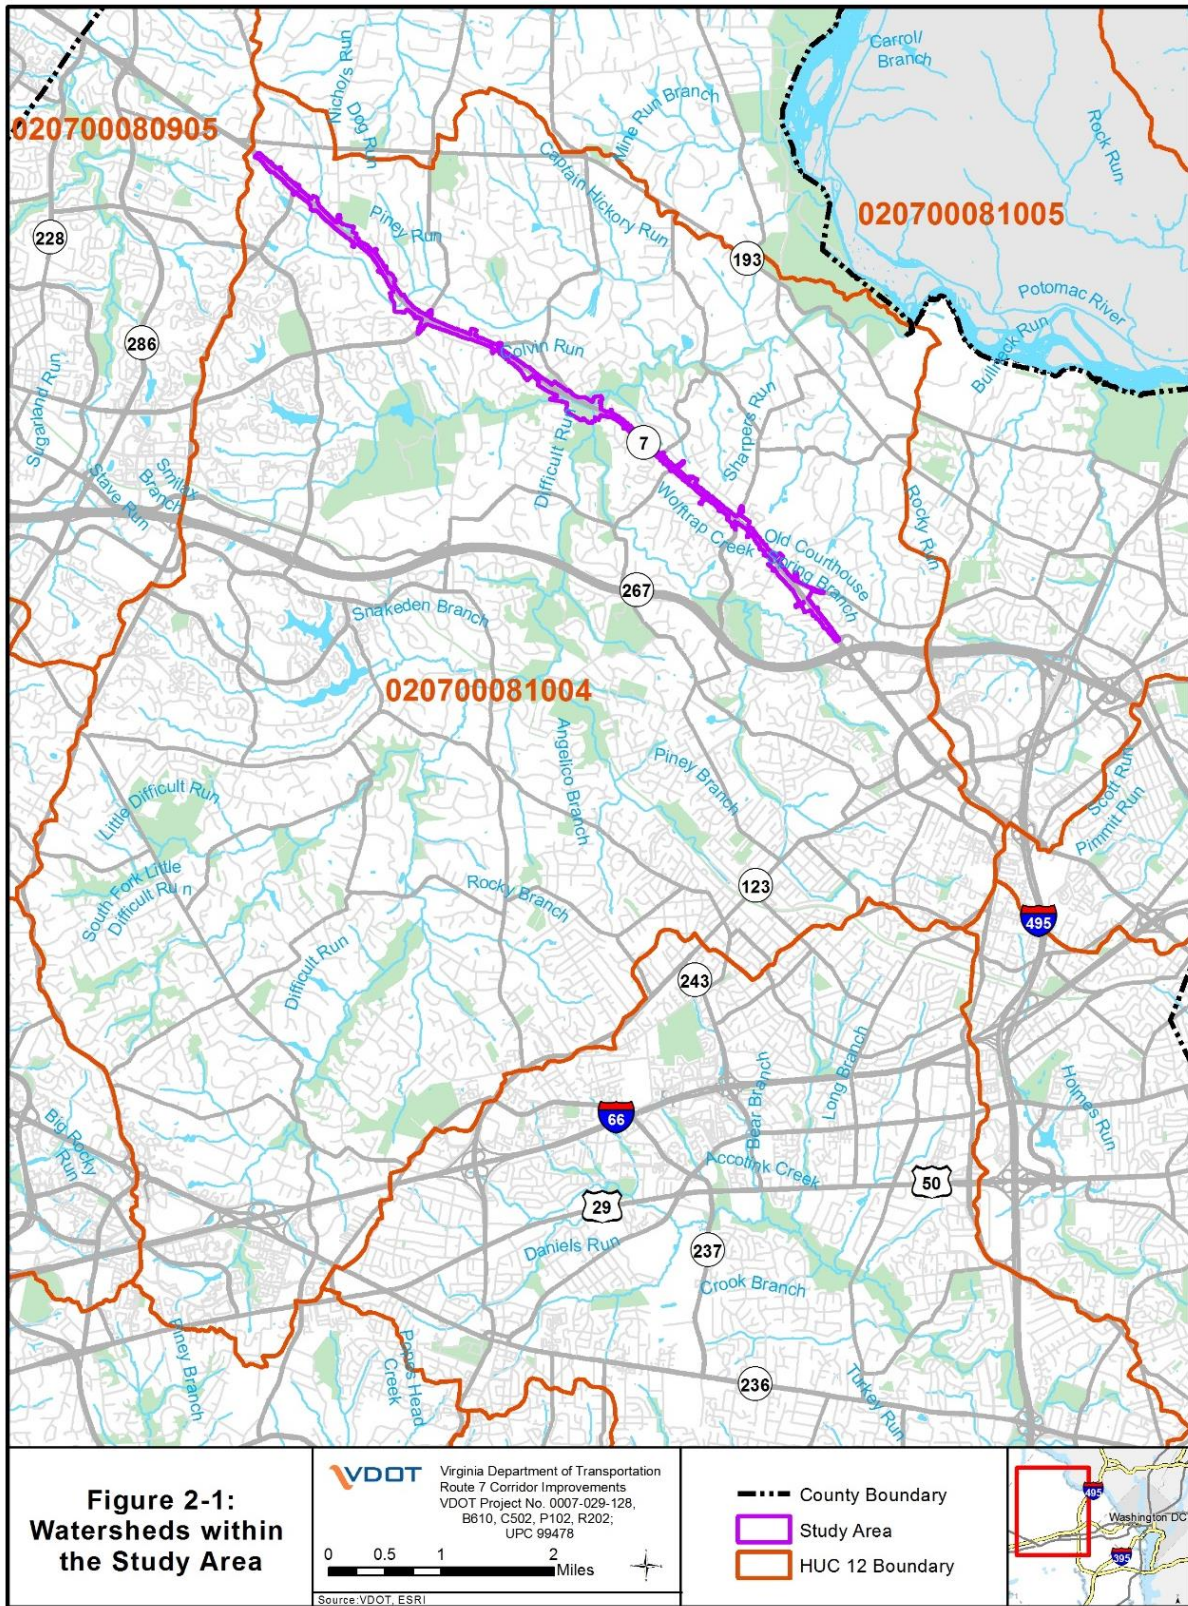 Carrol/
Branch
Nichols Run
Dog Run
Mine Run Branch
Rock Run
020700080905
Captain Hickory Run
020700081005
228
Piney Run
193
Potomac River
286
Colvin Run
Bullneck Run
Sugarland Run
Difficult Run
7
Sharpers Run
Smilax
Branch
Slave Run
Wolftrap Creek
Old Courthouse
Spring Branch
Rocky Run
267
Snakeden Branch
020700081004
Angelico Branch
Piney Branch
Little Difficult Run
Scott Run
Pimmit Run
South Fork Little
Difficult Ru n
Rocky Branch
123
495
Difficult Run
243
Long Branch
Bear Branch
Holmes Run
66
Big Rocky
Run
Accotink Creek
50
29
Daniels Run
237
Crook Branch
Piney Branch
Popes Head
Creek
236
Turkey Run
Figure 2-1:
Watersheds within
the Study Area
VDOT
Virginia Department of Transportation
Route 7 Corridor Improvements
VDOT Project No. 0007-029-128,
B610, C502, P102, R202;
UPC 99478
0 0.5 1 2
Miles
Source:VDOT, ESRI
County Boundary
Study Area
HUC 12 Boundary
495
Washington DC
395